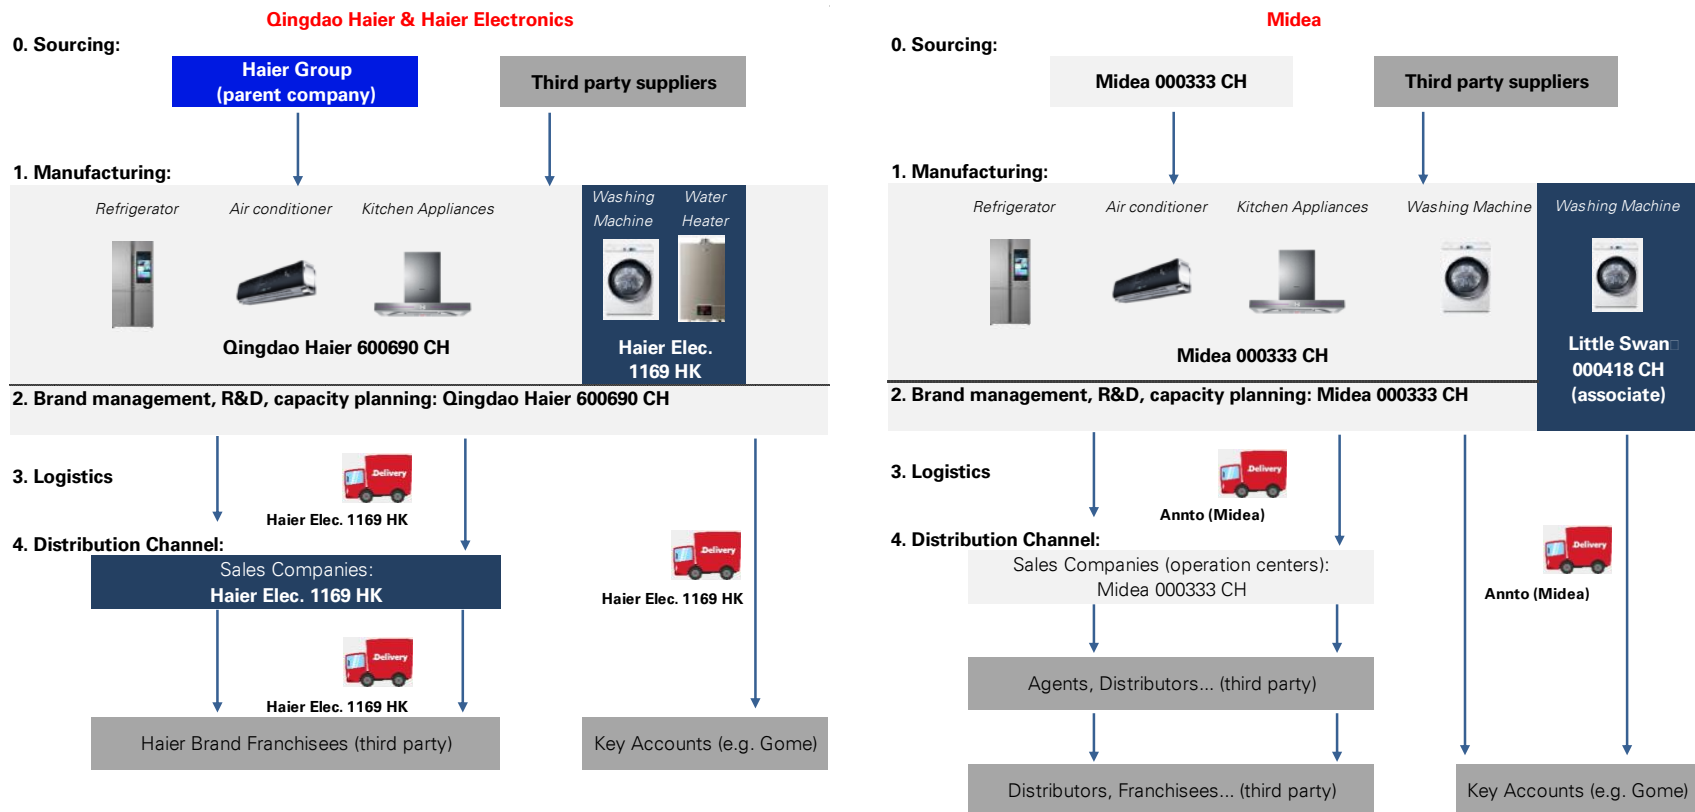 Qingdao Haier & Haier Electronics
0. Sourcing:
Haier Group
(parent company)
Third party suppliers
1. Manufacturing:
Refrigerator
Air conditioner
Kitchen Appliances
Washing
Machine
Water
Heater
Qingdao Haier 600690 CH
Haier Elec.
1169 HK
2. Brand management, R&D, capacity planning: Qingdao Haier 600690 CH
3. Logistics
Delivery
Haier Elec. 1169 HK
4. Distribution Channel:
Sales Companies:
Haier Elec. 1169 HK
Delivery
Haier Elec. 1169 HK
Delivery
Haier Elec. 1169 HK
Haier Brand Franchisees (third party)
Key Accounts (e.g. Gome)
Midea
0. Sourcing:
Midea 000333 CH
Third party suppliers
1. Manufacturing:
Refrigerator
Air conditioner
Kitchen Appliances
Washing Machine
Washing Machine
Midea 000333 CH
Little Swan
000418 CH
(associate)
2. Brand management, R&D, capacity planning: Midea 000333 CH
3. Logistics
Delivery
Annto (Midea)
4. Distribution Channel:
Sales Companies (operation centers):
Midea 000333 CH
Delivery
Annto (Midea)
Agents, Distributors... (third party)
Distributors, Franchisees... (third party)
Key Accounts (e.g. Gome)